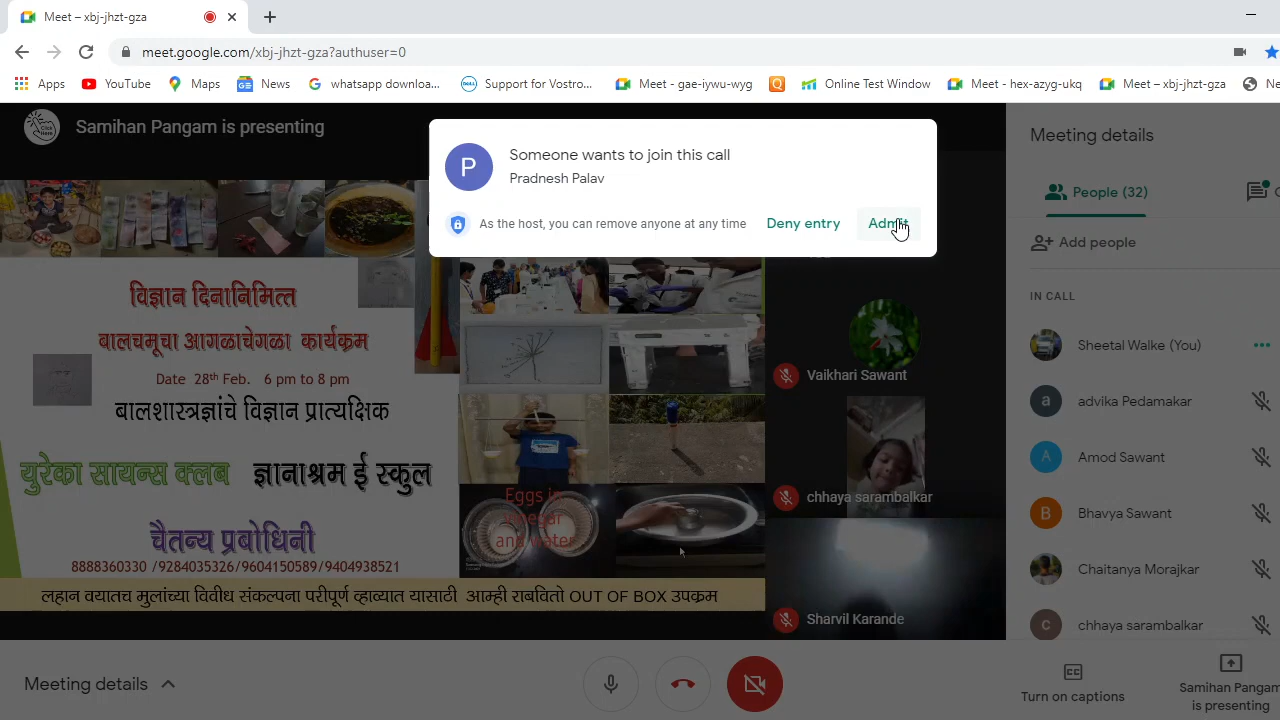 Meet – xbj-jhzt-gza
meet.google.com/xbj-jhzt-gza?authuser=0
Apps YouTube Maps News whatsapp downloa... Support for Vostro... Meet - gae-iywu-wyg Online Test Window Meet - hex-azyg-ukq Meet – xbj-jhzt-gza Ne
Samihan Pangam is presenting
Someone wants to join this call
P
Pradnesh Palav
As the host, you can remove anyone at any time
Deny entry
Admit
विज्ञान दिनानिमित्त
बालचमूचा आगळाचेगळा कार्यक्रम
Date 28th Feb. 6 pm to 8 pm
बालशास्त्रज्ञांचे विज्ञान प्रात्यक्षिक
युरेका सायन्स क्लब ज्ञानाश्रम ई स्कुल
चैतन्य प्रबोधिनी
8888360330 /9284035326/9604150589/9404938521
लहान वयातच मुलांच्या विविध संकल्पना परीपूर्ण व्हाव्यात यासाठी आम्ही राबवितो OUT OF BOX उपक्रम
Eggs in
vinegar
and water
Vaikhari Sawant
chhaya sarambalkar
Sharvil Karande
Meeting details
People (32)
Add people
IN CALL
Sheetal Walke (You)
a advika Pedamakar
A Amod Sawant
B Bhavya Sawant
Chaitanya Morajkar
c chhaya sarambalkar
Meeting details
Turn on captions
Samihan Pangam
is presenting